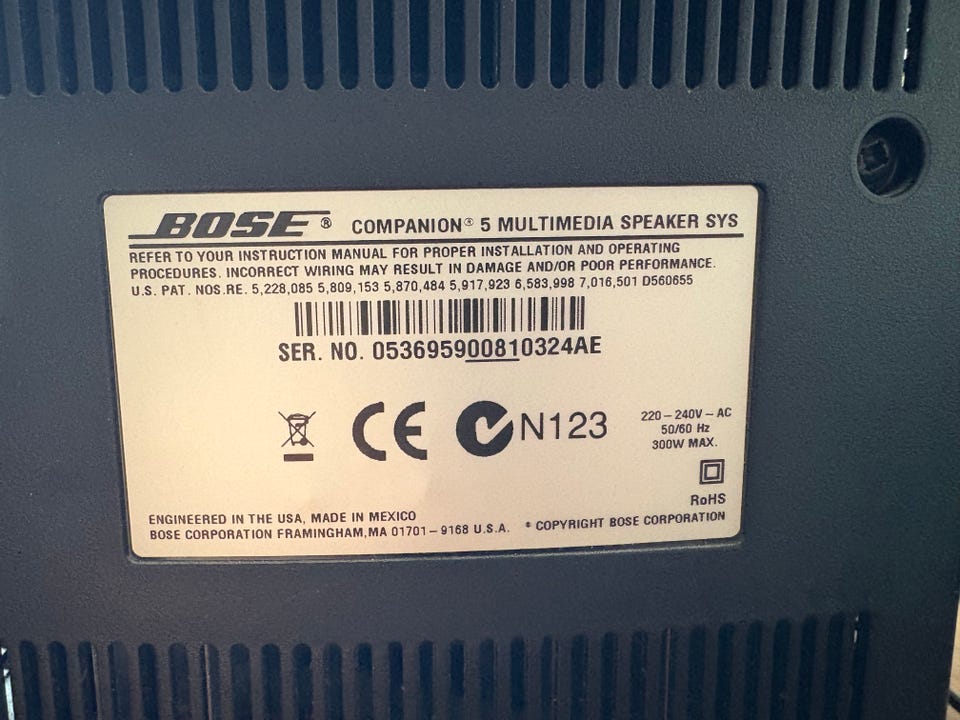 BOSE® COMPANION® 5 MULTIMEDIA SPEAKER SYS
REFER TO YOUR INSTRUCTION MANUAL FOR PROPER INSTALLATION AND OPERATING
PROCEDURES. INCORRECT WIRING MAY RESULT IN DAMAGE AND/OR POOR PERFORMANCE.
U.S. PAT. NOS.RE. 5,228,085 5,809,153 5,870,484 5,917,923 6,583,998 7,016,501 D560655
SER. NO. 053695900810324AE
CE N123
220-240V-AC
50/60 Hz
300W MAX.
RoHS
ENGINEERED IN THE USA, MADE IN MEXICO
BOSE CORPORATION FRAMINGHAM,MA 01701-9168 U.S.A.
* COPYRIGHT BOSE CORPORATION